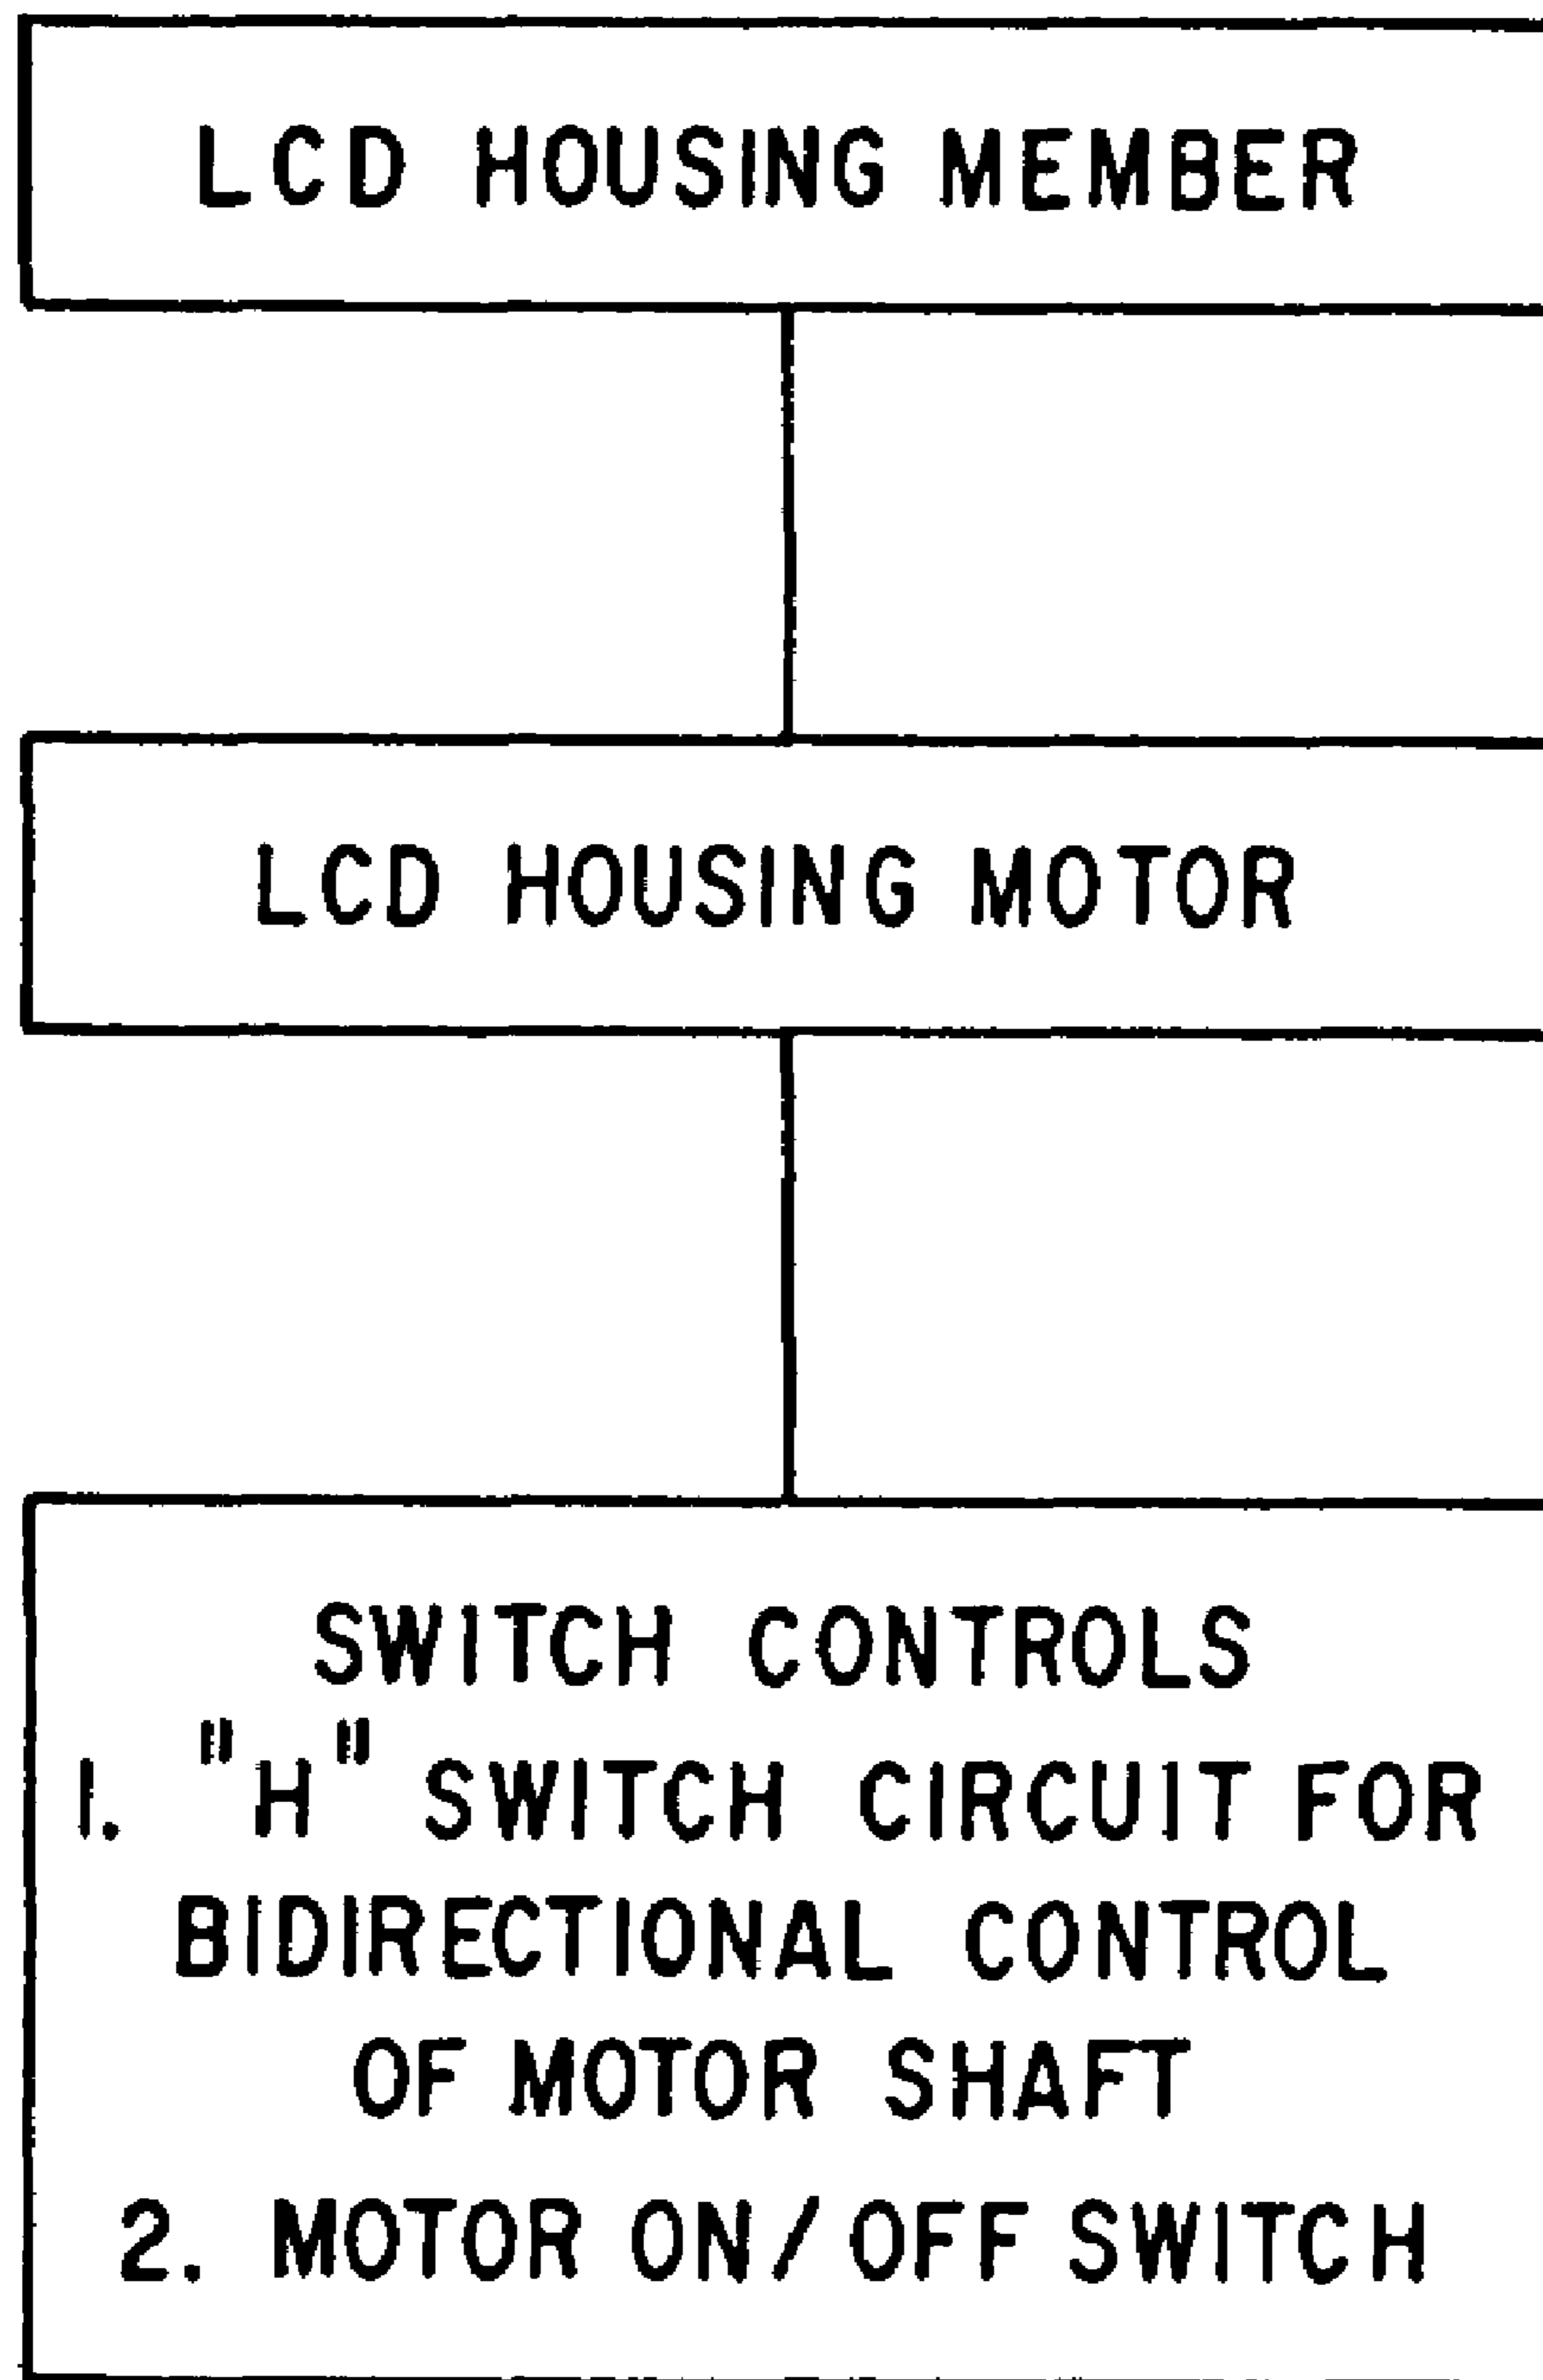 LCD HOUSING MEMBER
LCD HOUSING MOTOR
SWITCH CONTROLS
1. "H" SWITCH CIRCUIT FOR
BIDIRECTIONAL CONTROL
OF MOTOR SHAFT
2. MOTOR ON/OFF SWITCH